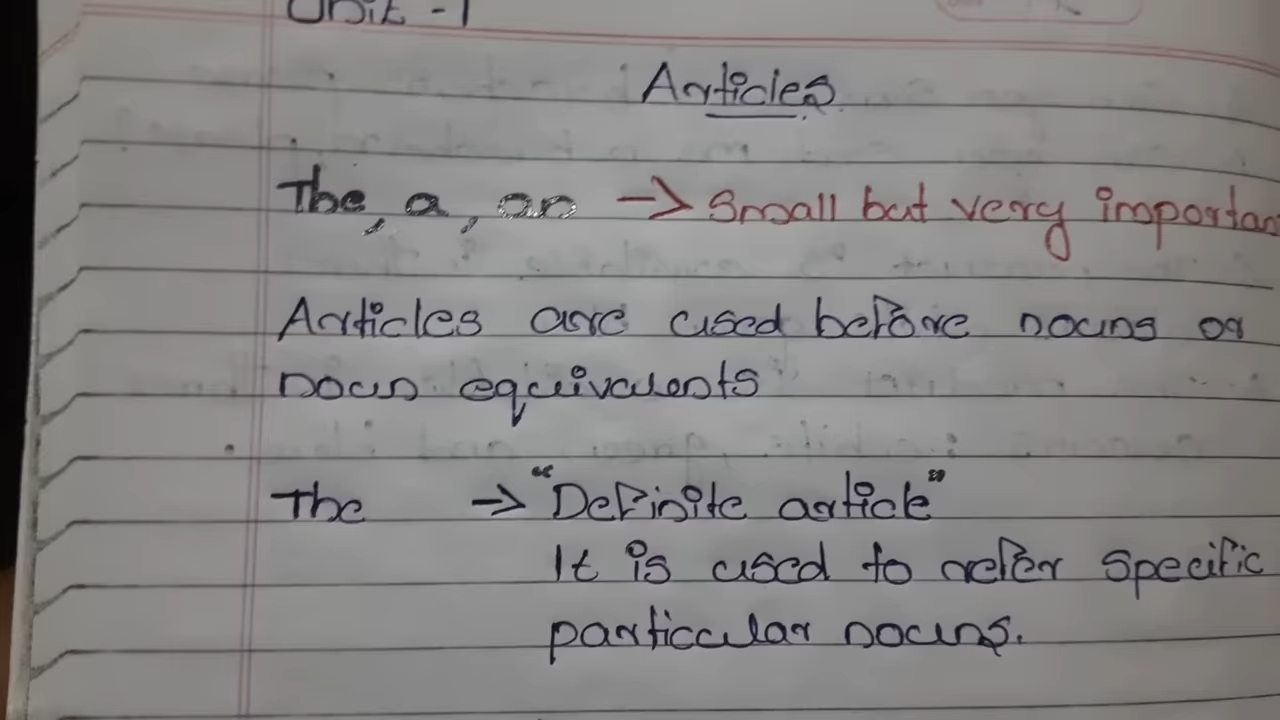 Unit - 1
Articles
The, a, an → Small but very importan
Articles are used before nouns or
noun equivalents
The → "Definite article"
It is used to refer specific
particular nouns.